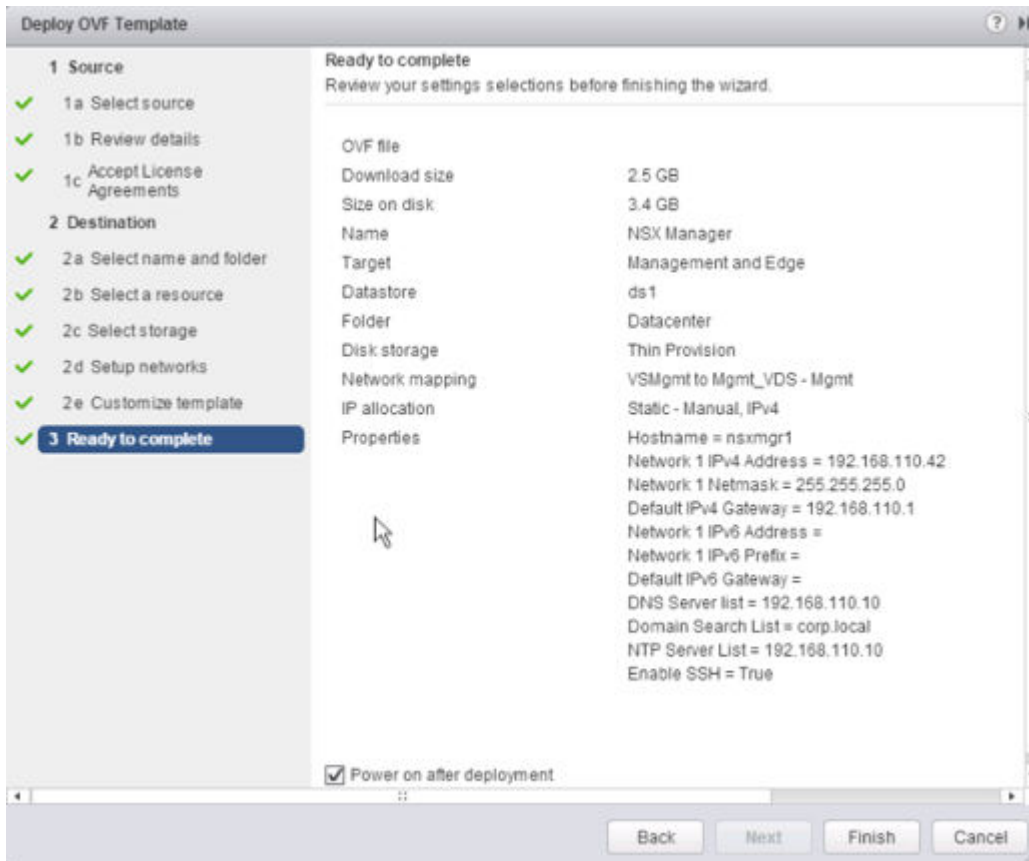 Deploy OVF Template
?
1 Source
1a Select source
1b Review details
1c Accept License
Agreements
2 Destination
2a Select name and folder
2b Select a resource
2c Select storage
2d Setup networks
2e Customize template
3 Ready to complete
Ready to complete
Review your settings selections before finishing the wizard.
OVF file
Download size 2.5 GB
Size on disk 3.4 GB
Name NSX Manager
Target Management and Edge
Datastore ds1
Folder Datacenter
Disk storage Thin Provision
Network mapping VSMgmt to Mgmt_VDS - Mgmt
IP allocation Static - Manual, IPv4
Properties Hostname = nsxmgr1
Network 1 IPv4 Address = 192.168.110.42
Network 1 Netmask = 255.255.255.0
Default IPv4 Gateway = 192.168.110.1
Network 1 IPv6 Address =
Network 1 IPv6 Prefix =
Default IPv6 Gateway =
DNS Server list = 192.168.110.10
Domain Search List = corp.local
NTP Server List = 192.168.110.10
Enable SSH = True
Power on after deployment
Back Next Finish Cancel